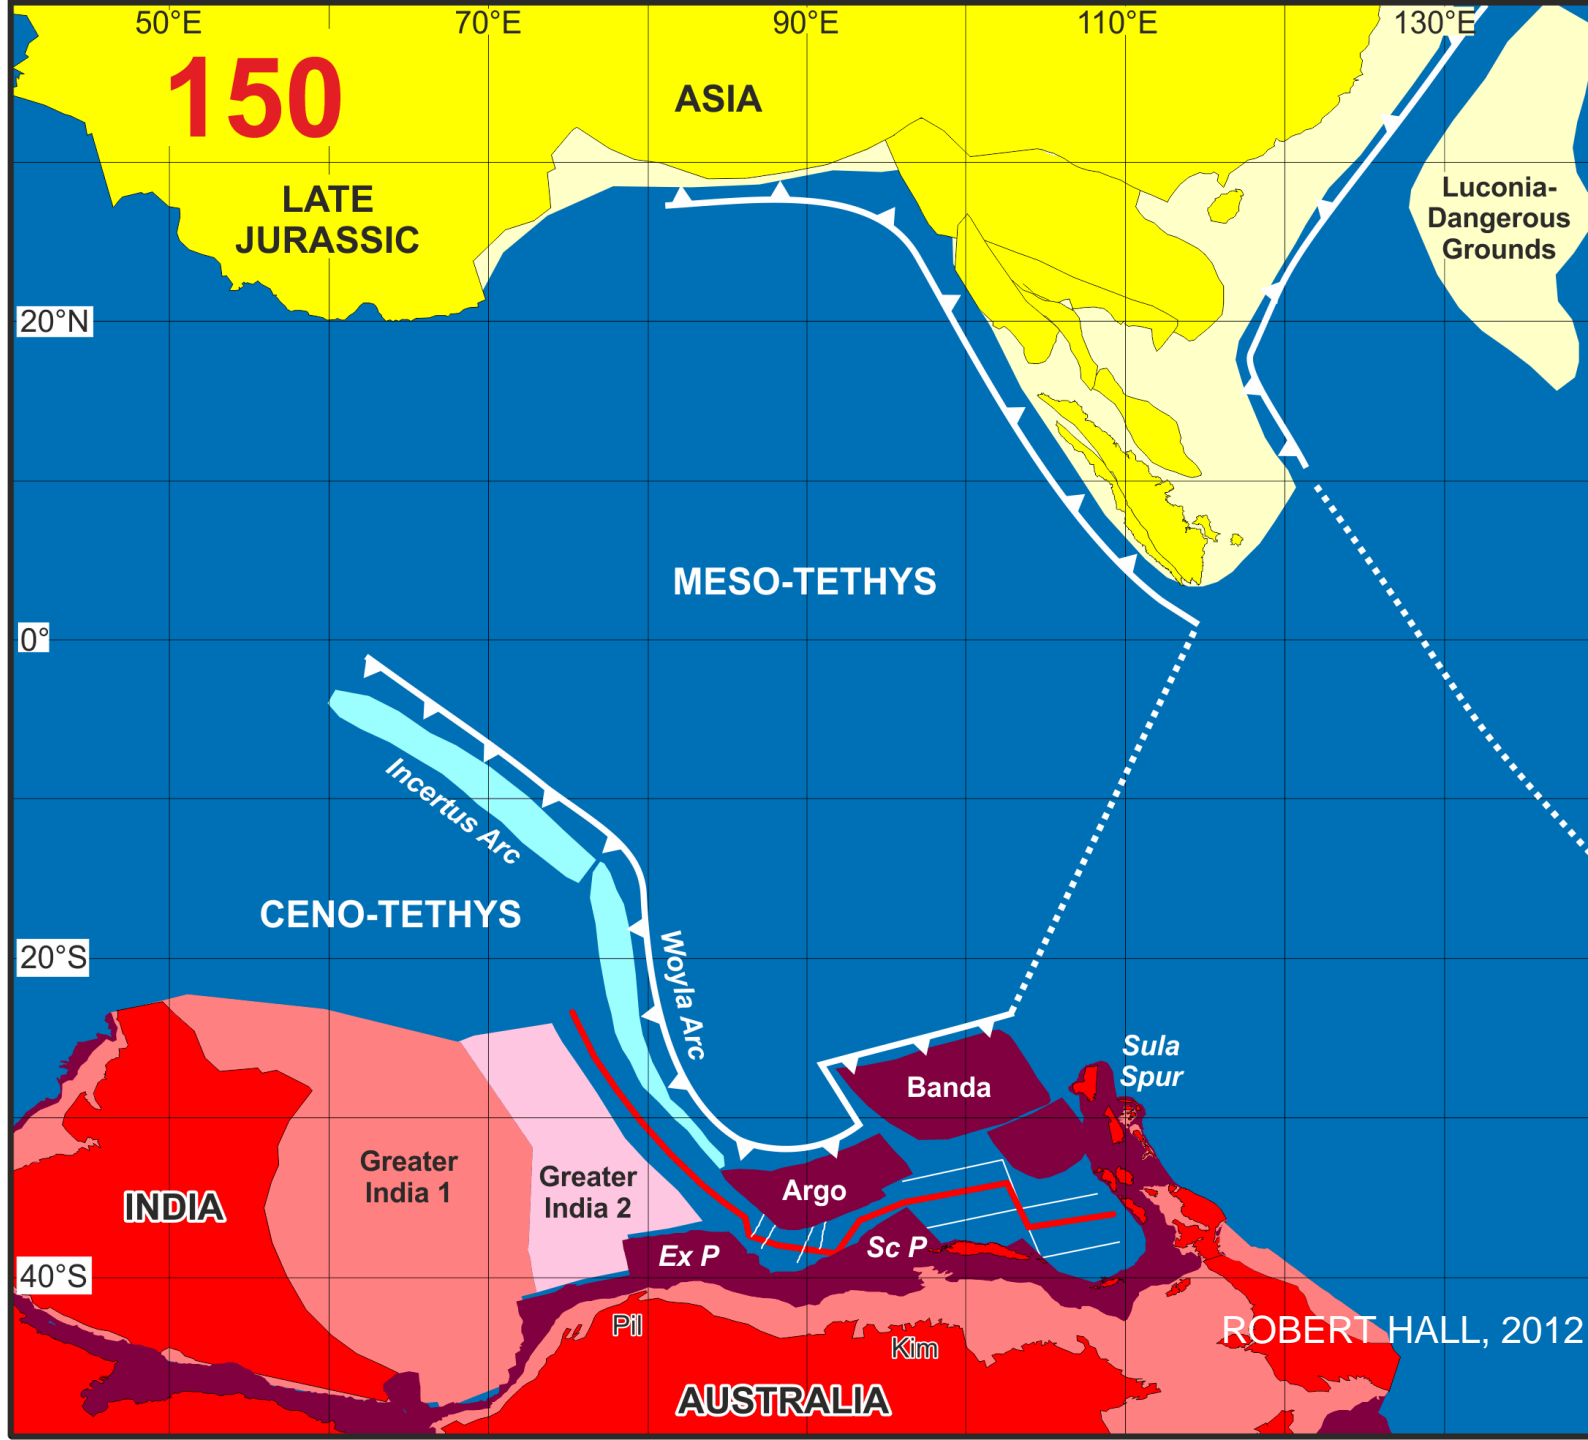 50°E
70°E
90°E
110°E
130°E
150
ASIA
LATE
JURASSIC
Luconia-
Dangerous
Grounds
20°N
MESO-TETHYS
0°
Incertus Arc
CENO-TETHYS
Woyla Arc
20°S
Sula
Spur
Banda
Greater
India 1
Greater
India 2
Argo
INDIA
Ex P
Sc P
40°S
Pil
Kim
ROBERT HALL, 2012
AUSTRALIA